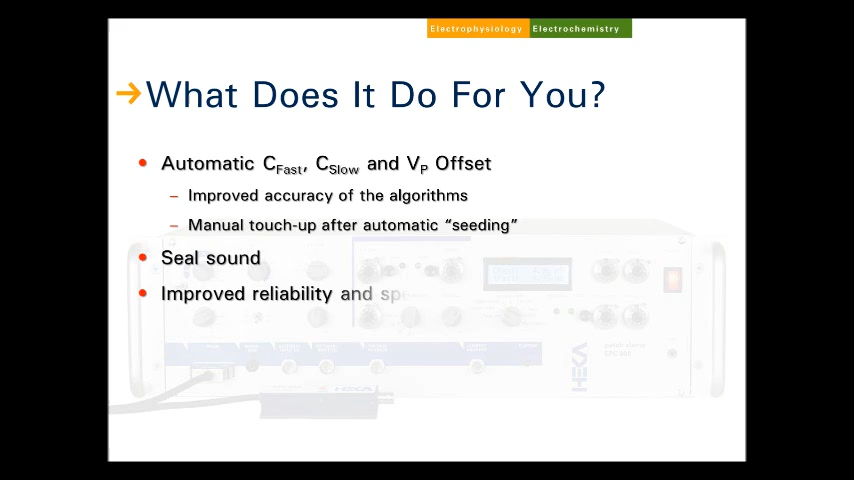 Electrophysiology Electrochemistry
What Does It Do For You?
Automatic CFast, CSlow and VP Offset
– Improved accuracy of the algorithms
– Manual touch-up after automatic “seeding”
Seal sound
Improved reliability and sp
HEKA